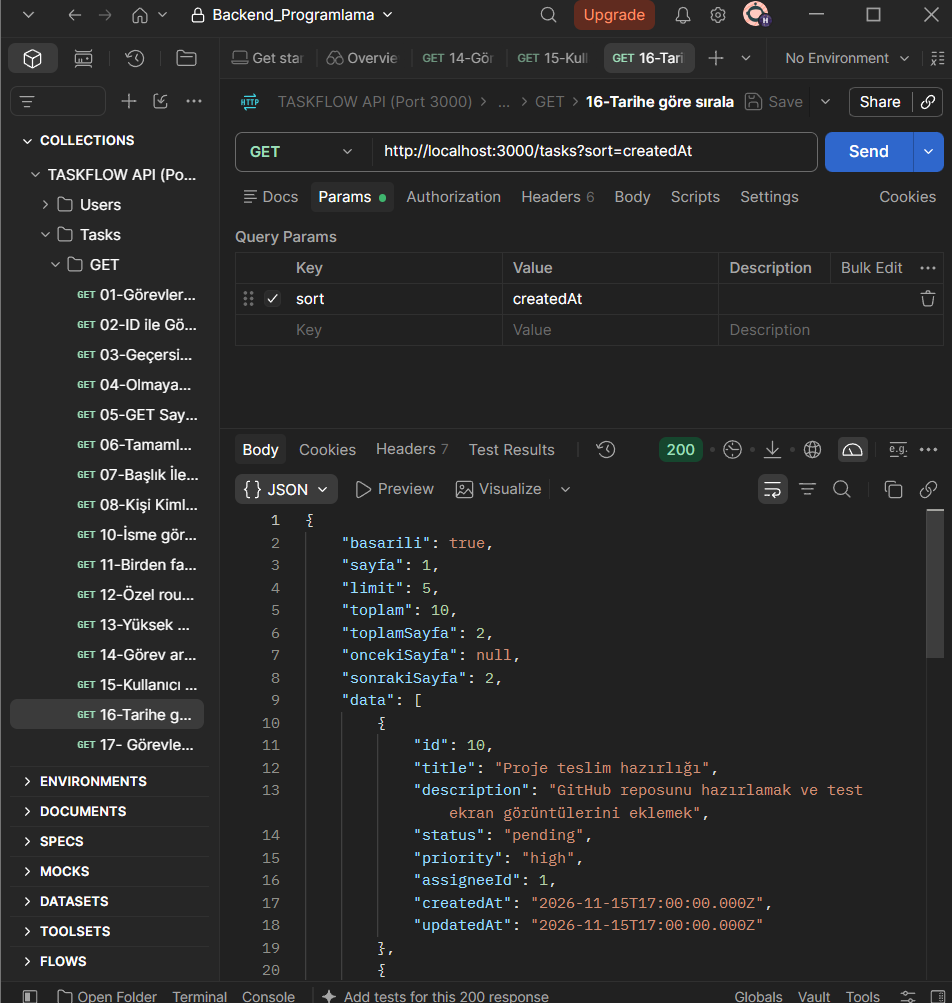 Backend_Programlama
Upgrade
H
Get star
Overvie
GET 14-Gör
GET 15-Kull
GET 16-Tari
No Environment
HTTP
TASKFLOW API (Port 3000) > ... > GET > 16-Tarihe göre sırala
Save
Share
GET
http://localhost:3000/tasks?sort=createdAt
Send
Docs
Params
Authorization
Headers 6
Body
Scripts
Settings
Cookies
Query Params
Key Value Description Bulk Edit
sort createdAt
Key Value Description
COLLECTIONS
TASKFLOW API (Po...
Users
Tasks
GET
GET 01-Görevler...
GET 02-ID ile Gö...
GET 03-Geçersi...
GET 04-Olmaya...
GET 05-GET Say...
GET 06-Tamaml...
GET 07-Başlık İle...
GET 08-Kişi Kiml...
GET 10-İsme gör...
GET 11-Birden fa...
GET 12-Özel rou...
GET 13-Yüksek ...
GET 14-Görev ar...
GET 15-Kullanıcı ...
GET 16-Tarihe g...
GET 17- Görevle...
ENVIRONMENTS
DOCUMENTS
SPECS
MOCKS
DATASETS
TOOLSETS
FLOWS
Body
Cookies
Headers 7
Test Results
200
e.g.
{} JSON
Preview
Visualize
1 {
2 "basarili": true,
3 "sayfa": 1,
4 "limit": 5,
5 "toplam": 10,
6 "toplamSayfa": 2,
7 "oncekiSayfa": null,
8 "sonrakiSayfa": 2,
9 "data": [
10 {
11 "id": 10,
12 "title": "Proje teslim hazırlığı",
13 "description": "GitHub reposunu hazırlamak ve test
ekran görüntülerini eklemek",
14 "status": "pending",
15 "priority": "high",
16 "assigneeId": 1,
17 "createdAt": "2026-11-15T17:00:00.000Z",
18 "updatedAt": "2026-11-15T17:00:00.000Z"
19 },
20 {
Open Folder
Terminal
Console
Add tests for this 200 response
Globals
Vault
Tools